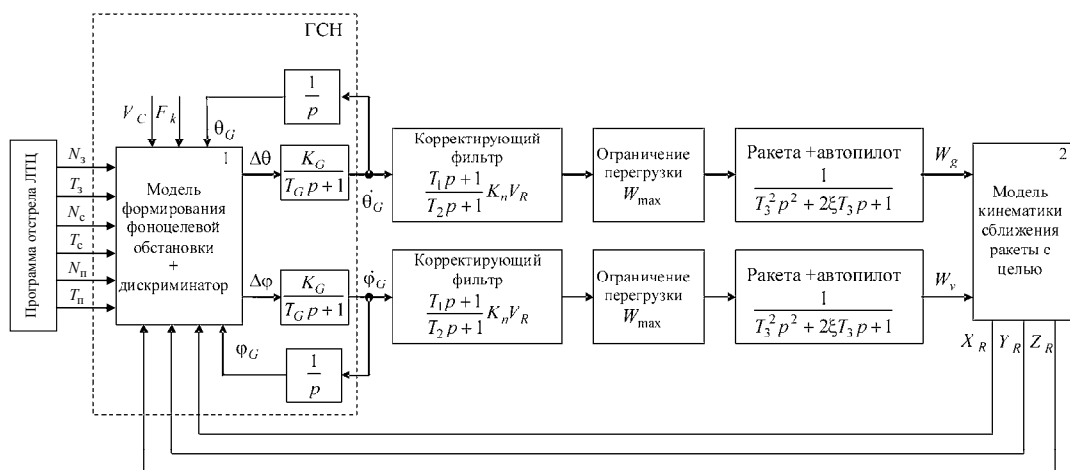 ГСН
Программа отстрела ЛТЦ
N_з
T_з
N_с
T_с
N_п
T_п
V_C
F_k
θ_G
1
Модель
формирования
фоноцелевой
обстановки
+
дискриминатор
1/p
Δθ
K_G/(T_G p+1)
θ̇_G
Корректирующий
фильтр
(T_1 p+1)/(T_2 p+1) K_n V_R
Ограничение
перегрузки
W_max
Ракета+автопилот
1/(T_3^2 p^2+2ξT_3 p+1)
W_g
2
Модель
кинематики
сближения
ракеты с
целью
Δφ
K_G/(T_G p+1)
φ̇_G
Корректирующий
фильтр
(T_1 p+1)/(T_2 p+1) K_n V_R
Ограничение
перегрузки
W_max
Ракета+автопилот
1/(T_3^2 p^2+2ξT_3 p+1)
W_v
φ_G
1/p
X_R
Y_R
Z_R